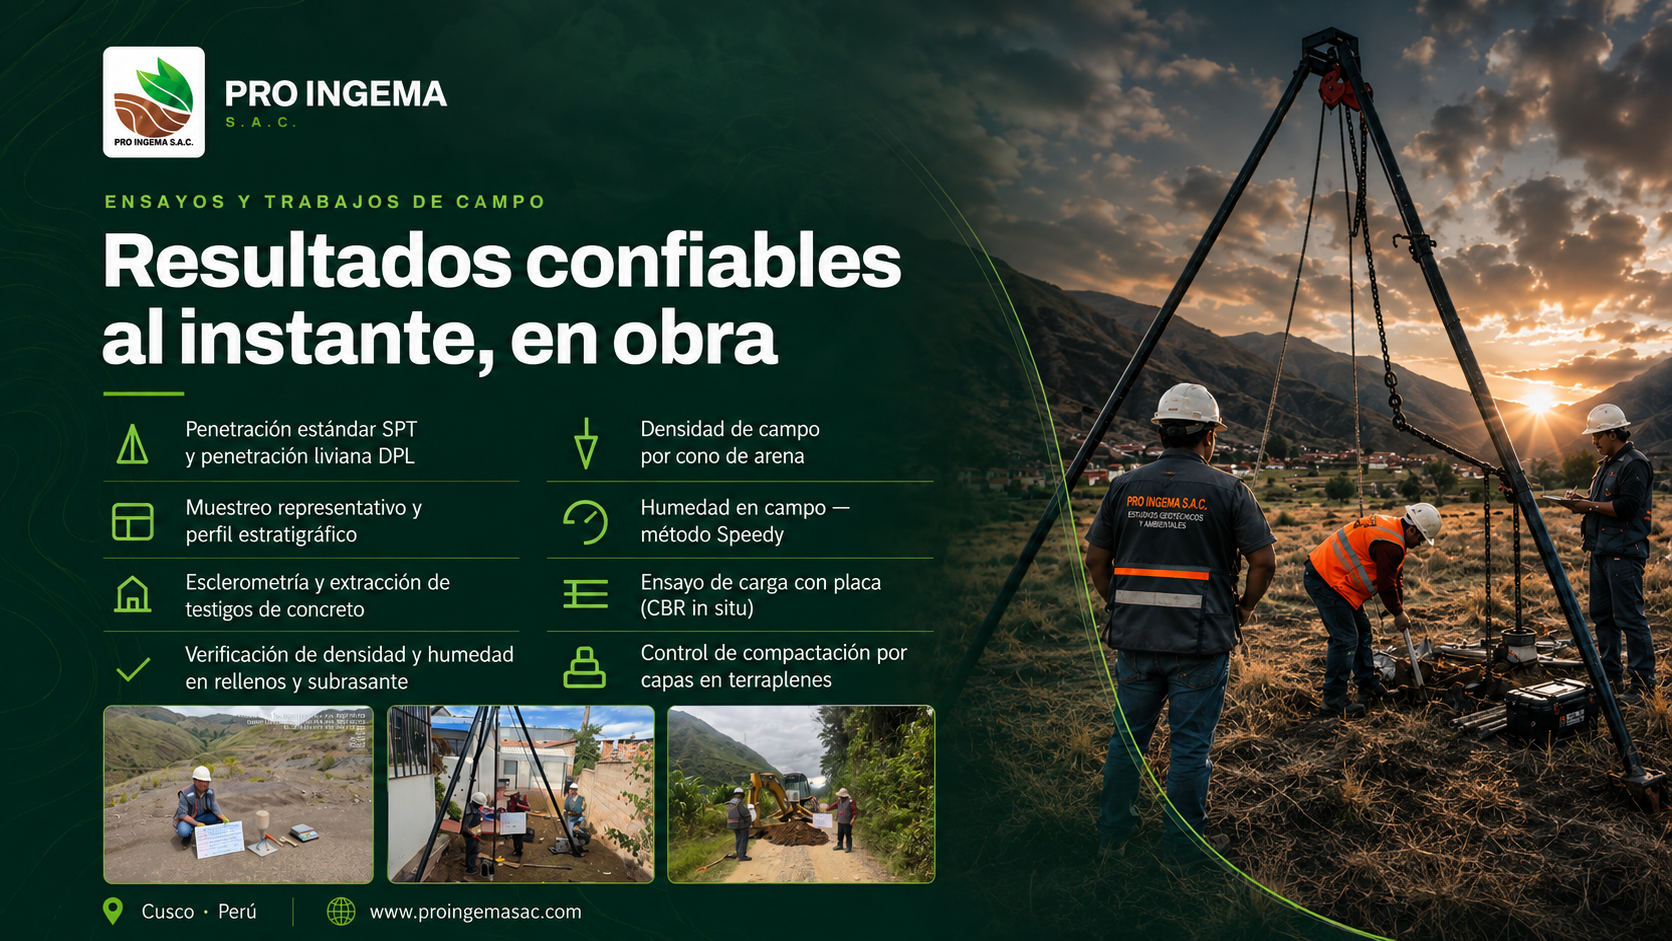 PRO INGEMA S.A.C.
PRO INGEMA
S.A.C.
ENSAYOS Y TRABAJOS DE CAMPO
Resultados confiables
al instante, en obra
Penetración estándar SPT
y penetración liviana DPL
Densidad de campo
por cono de arena
Muestreo representativo y
perfil estratigráfico
Humedad en campo —
método Speedy
Esclerometría y extracción de
testigos de concreto
Ensayo de carga con placa
(CBR in situ)
Verificación de densidad y humedad
en rellenos y subrasante
Control de compactación por
capas en terraplenes
PRO INGEMA S.A.C.
ESTUDIOS GEOTÉCNICOS
Y AMBIENTALES
Cusco · Perú
www.proingemasac.com